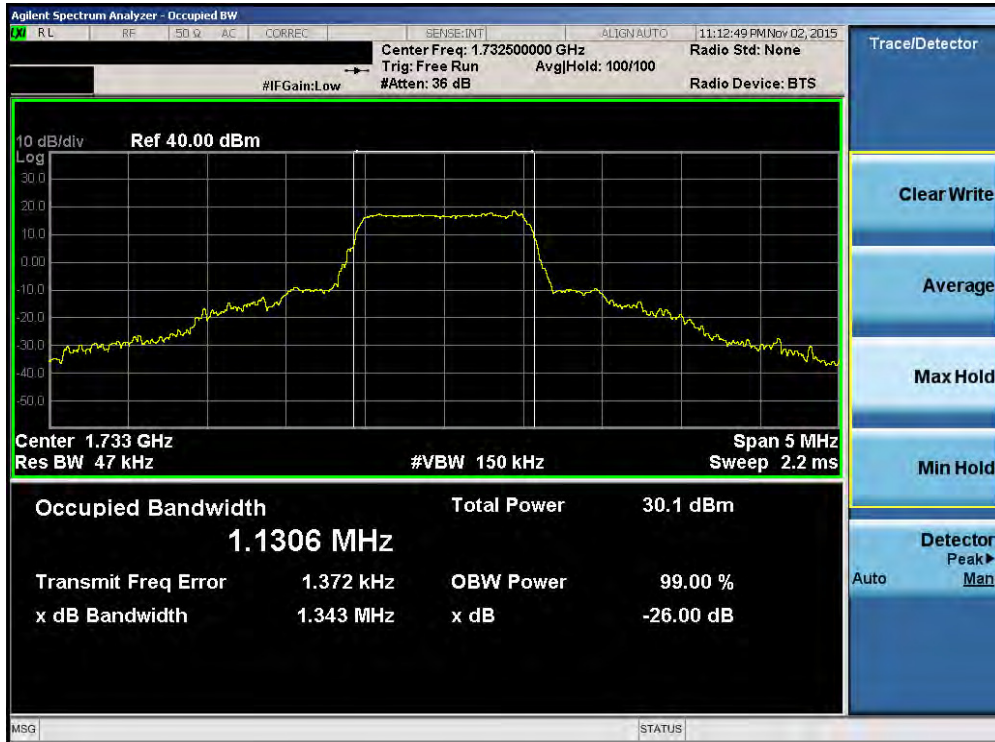 Agilent Spectrum Analyzer - Occupied BW
LXI RL RF 50 Ω AC CORREC SENSE:INT ALIGN AUTO 11:12:49 PM Nov 02, 2015
Center Freq: 1.732500000 GHz Radio Std: None
Trig: Free Run Avg|Hold: 100/100
#IFGain:Low #Atten: 36 dB Radio Device: BTS
10 dB/div Ref 40.00 dBm
Log
30.0
20.0
10.0
0.00
-10.0
-20.0
-30.0
-40.0
-50.0
Center 1.733 GHz Span 5 MHz
Res BW 47 kHz #VBW 150 kHz Sweep 2.2 ms
Occupied Bandwidth Total Power 30.1 dBm
1.1306 MHz
Transmit Freq Error 1.372 kHz OBW Power 99.00 %
x dB Bandwidth 1.343 MHz x dB -26.00 dB
MSG STATUS
Trace/Detector
Clear Write
Average
Max Hold
Min Hold
Detector
Peak▶
Auto Man